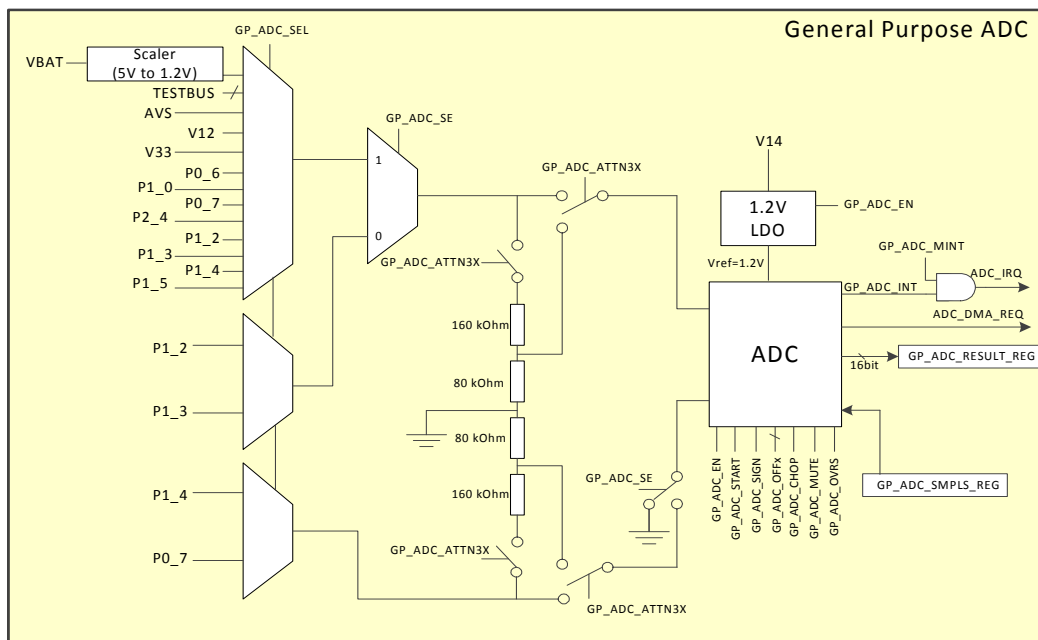 General Purpose ADC
GP_ADC_SEL
VBAT
Scaler
(5V to 1.2V)
TESTBUS
AVS
V12
V33
P0_6
P1_0
P0_7
P2_4
P1_2
P1_3
P1_4
P1_5
GP_ADC_SE
1
0
GP_ADC_ATTN3X
GP_ADC_ATTN3X
160 kOhm
80 kOhm
80 kOhm
160 kOhm
V14
1.2V
LDO
GP_ADC_EN
Vref=1.2V
GP_ADC_MINT
GP_ADC_INT
ADC_IRQ
ADC_DMA_REQ
ADC
16bit
GP_ADC_RESULT_REG
GP_ADC_SMPLS_REG
P1_2
P1_3
P1_4
P0_7
GP_ADC_SE
GP_ADC_ATTN3X
GP_ADC_ATTN3X
GP_ADC_EN
GP_ADC_START
GP_ADC_SIGN
GP_ADC_OFFx
GP_ADC_CHOP
GP_ADC_MUTE
GP_ADC_OVRS